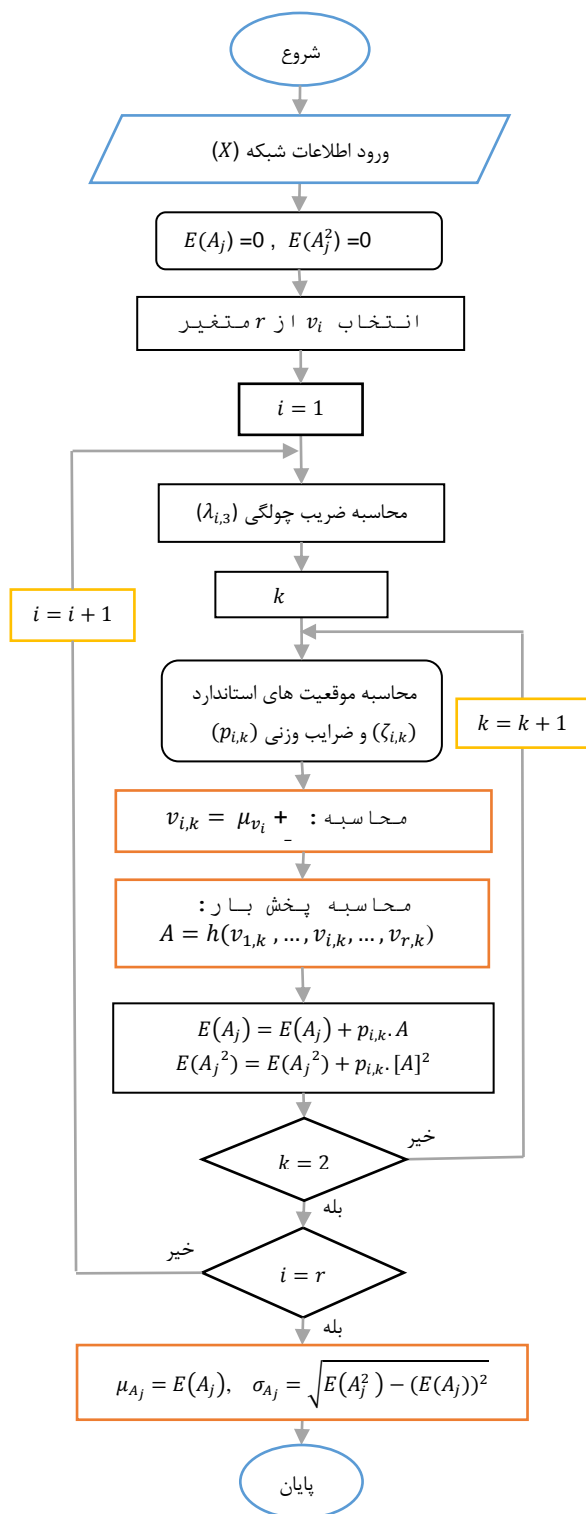 شروع
ورود اطلاعات شبکه (X)
E(A_j) =0 , E(A_j^2) =0
انتخاب v_i از r متغیر
i = 1
محاسبه ضریب چولگی (λ_{i,3})
k
i = i + 1
محاسبه موقعیت های استاندارد
(ζ_{i,k}) و ضرایب وزنی (p_{i,k})
k = k + 1
محاسبه : v_{i,k} = μ_{v_i} +
محاسبه پخش بار:
A = h(v_{1,k} , … , v_{i,k}, … , v_{r,k})
E(A_j) = E(A_j) + p_{i,k}. A
E(A_j^2) = E(A_j^2) + p_{i,k}. [A]^2
خیر
k = 2
بله
خیر
i = r
بله
μ_{A_j} = E(A_j), σ_{A_j} = √(E(A_j^2) − (E(A_j))^2)
پایان